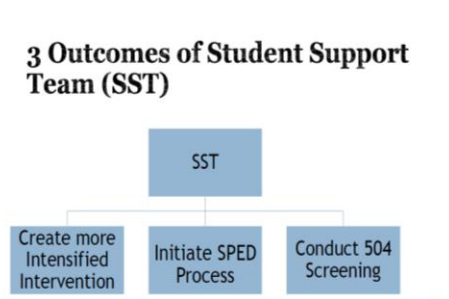 3 Outcomes of Student Support
Team (SST)
SST
Create more
Intensified
Intervention
Initiate SPED
Process
Conduct 504
Screening